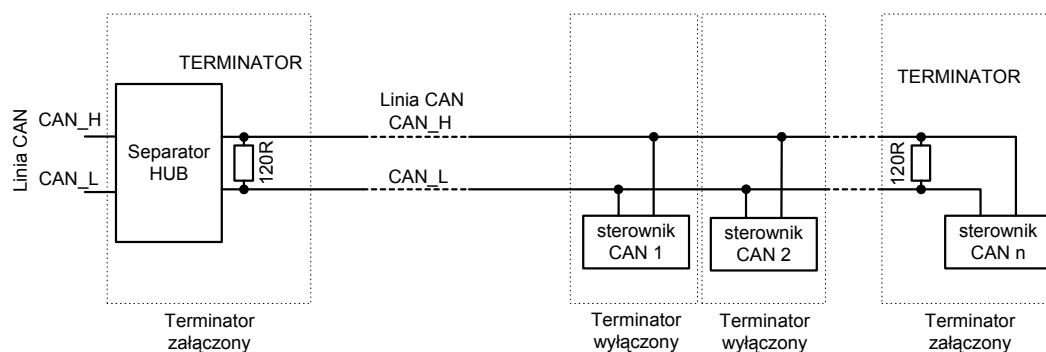 TERMINATOR
TERMINATOR
Linia CAN
CAN_H
CAN_L
Separator
HUB
120R
Linia CAN
CAN_H
CAN_L
120R
sterownik
CAN 1
sterownik
CAN 2
sterownik
CAN n
Terminator
załączony
Terminator
wyłączony
Terminator
wyłączony
Terminator
załączony